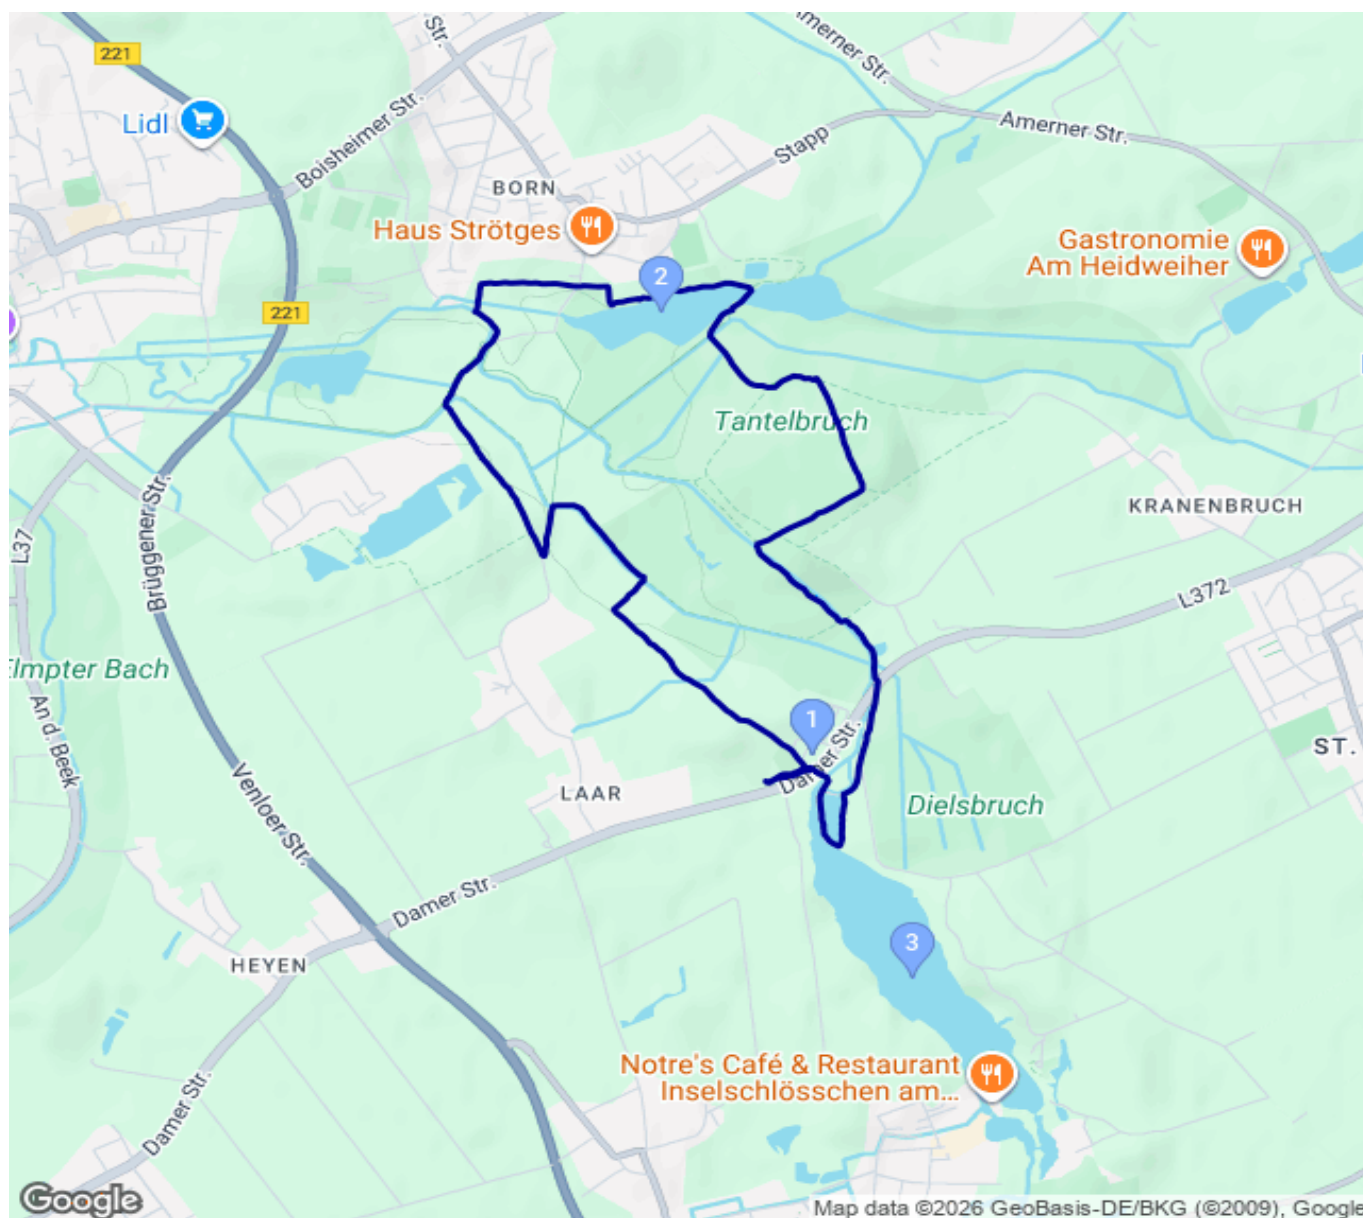 Str.
Amerner Str.
221
Lidl
Boisheimer Str.
Stapp
Amerner Str.
BORN
Haus Strötges
Gastronomie
Am Heidweiher
2
221
Tantelbruch
KRANENBRUCH
L37
Brüggener Str.
L372
Elmpter Bach
An d. Beek
1
Damer Str.
ST.
Venloer Str.
LAAR
Dielsbruch
Damer Str.
3
HEYEN
Notre's Café & Restaurant
Inselschlösschen am...
Damer Str.
Google
Map data ©2026 GeoBasis-DE/BKG (©2009), Google